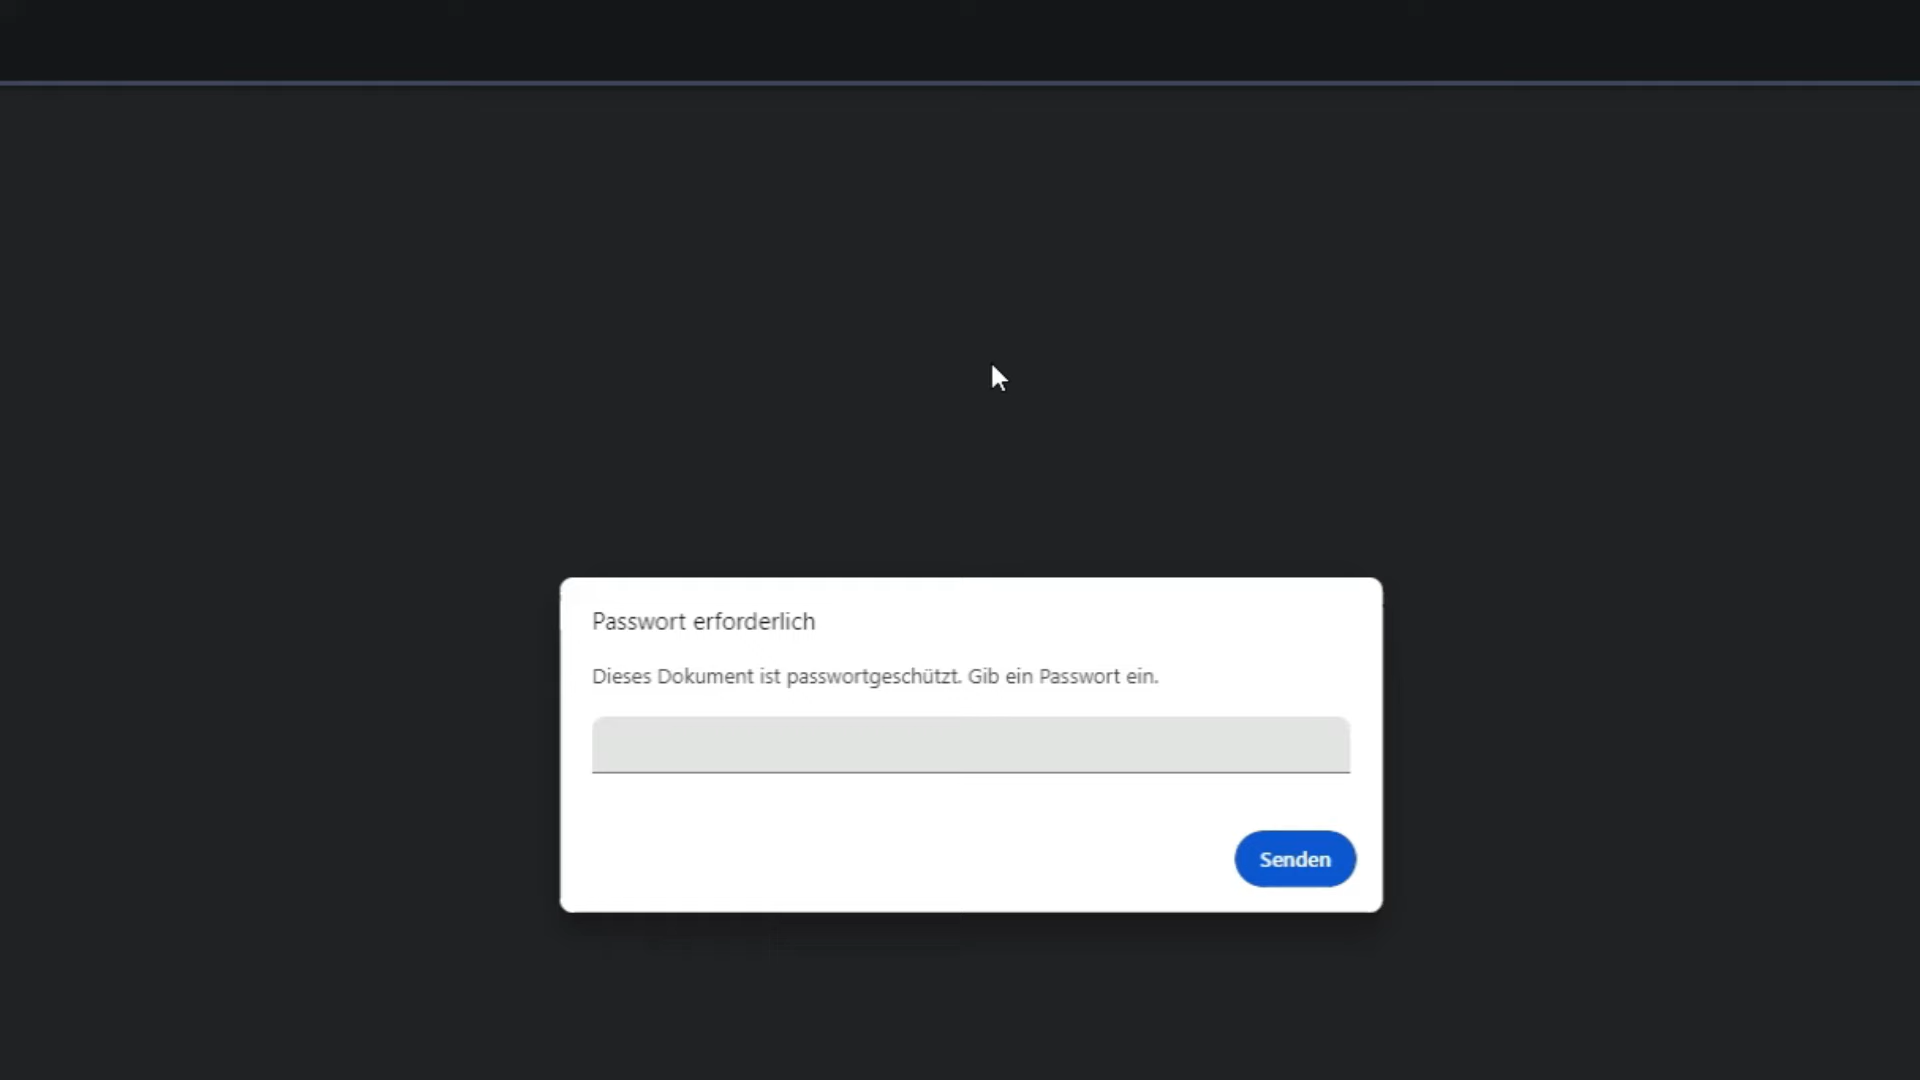 Passwort erforderlich
Dieses Dokument ist passwortgeschützt. Gib ein Passwort ein.
Senden